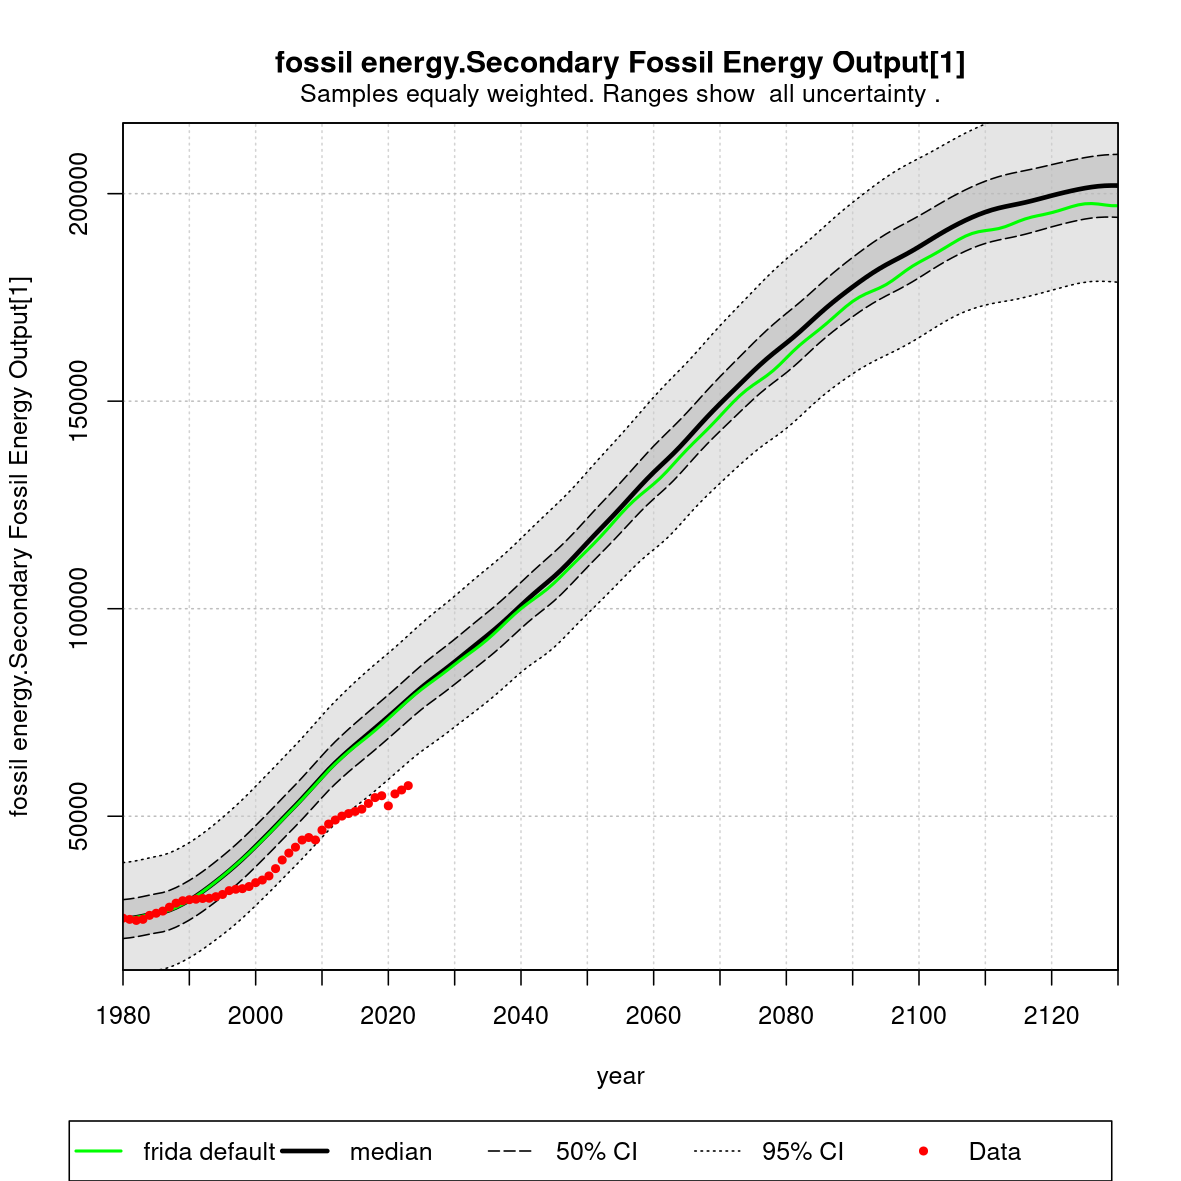 fossil energy.Secondary Fossil Energy Output[1]
Samples equaly weighted. Ranges show  all uncertainty .
fossil energy.Secondary Fossil Energy Output[1]
200000
150000
100000
50000
1980 2000 2020 2040 2060 2080 2100 2120
year
frida default median 50% CI 95% CI Data